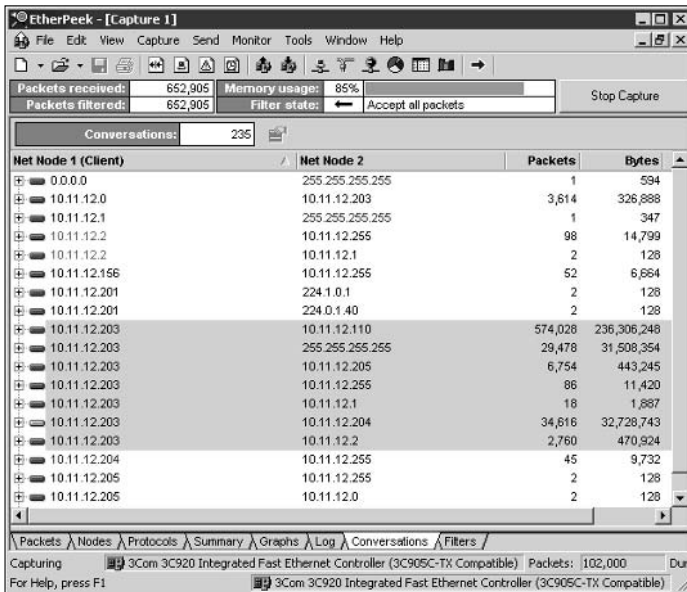 EtherPeek - [Capture 1]
File Edit View Capture Send Monitor Tools Window Help
Packets received: 652,905 Memory usage: 85%
Packets filtered: 652,905 Filter state: Accept all packets
Stop Capture
Conversations: 235
Net Node 1 (Client) Net Node 2 Packets Bytes
0.0.0.0 255.255.255.255 1 594
10.11.12.0 10.11.12.203 3,614 326,888
10.11.12.1 255.255.255.255 1 347
10.11.12.2 10.11.12.255 98 14,799
10.11.12.2 10.11.12.1 2 128
10.11.12.156 10.11.12.255 52 6,664
10.11.12.201 224.1.0.1 2 128
10.11.12.201 224.0.1.40 2 128
10.11.12.203 10.11.12.110 574,028 236,306,248
10.11.12.203 255.255.255.255 29,478 31,508,354
10.11.12.203 10.11.12.205 6,754 443,245
10.11.12.203 10.11.12.255 86 11,420
10.11.12.203 10.11.12.1 18 1,887
10.11.12.203 10.11.12.204 34,616 32,728,743
10.11.12.203 10.11.12.2 2,760 470,924
10.11.12.204 10.11.12.255 45 9,732
10.11.12.205 10.11.12.255 2 128
10.11.12.205 10.11.12.0 2 128
Packets Nodes Protocols Summary Graphs Log Conversations Filters
Capturing 3Com 3C920 Integrated Fast Ethernet Controller (3C905C-TX Compatible) Packets: 102,000 Dur
For Help, press F1 3Com 3C920 Integrated Fast Ethernet Controller (3C905C-TX Compatible)